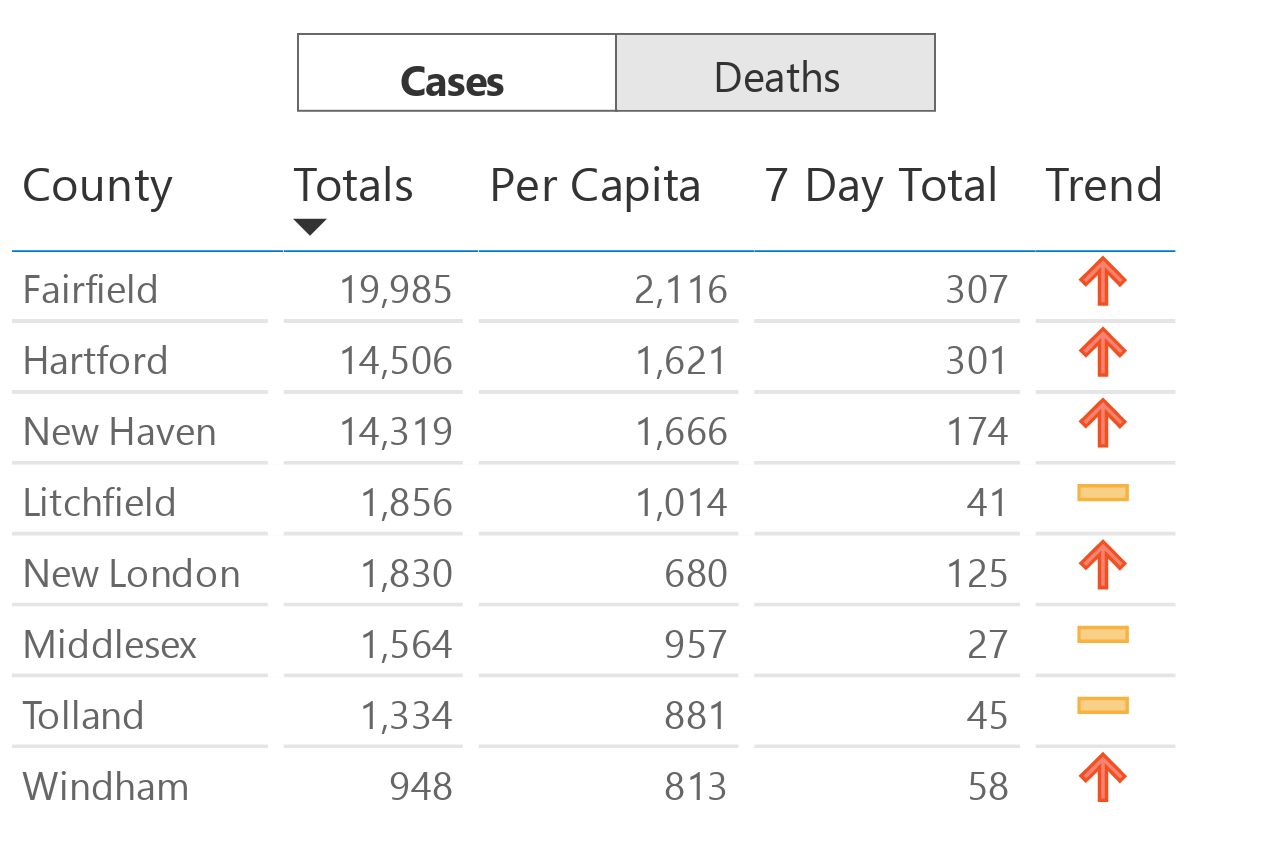 Cases Deaths
County Totals Per Capita 7 Day Total Trend
Fairfield 19,985 2,116 307
Hartford 14,506 1,621 301
New Haven 14,319 1,666 174
Litchfield 1,856 1,014 41
New London 1,830 680 125
Middlesex 1,564 957 27
Tolland 1,334 881 45
Windham 948 813 58